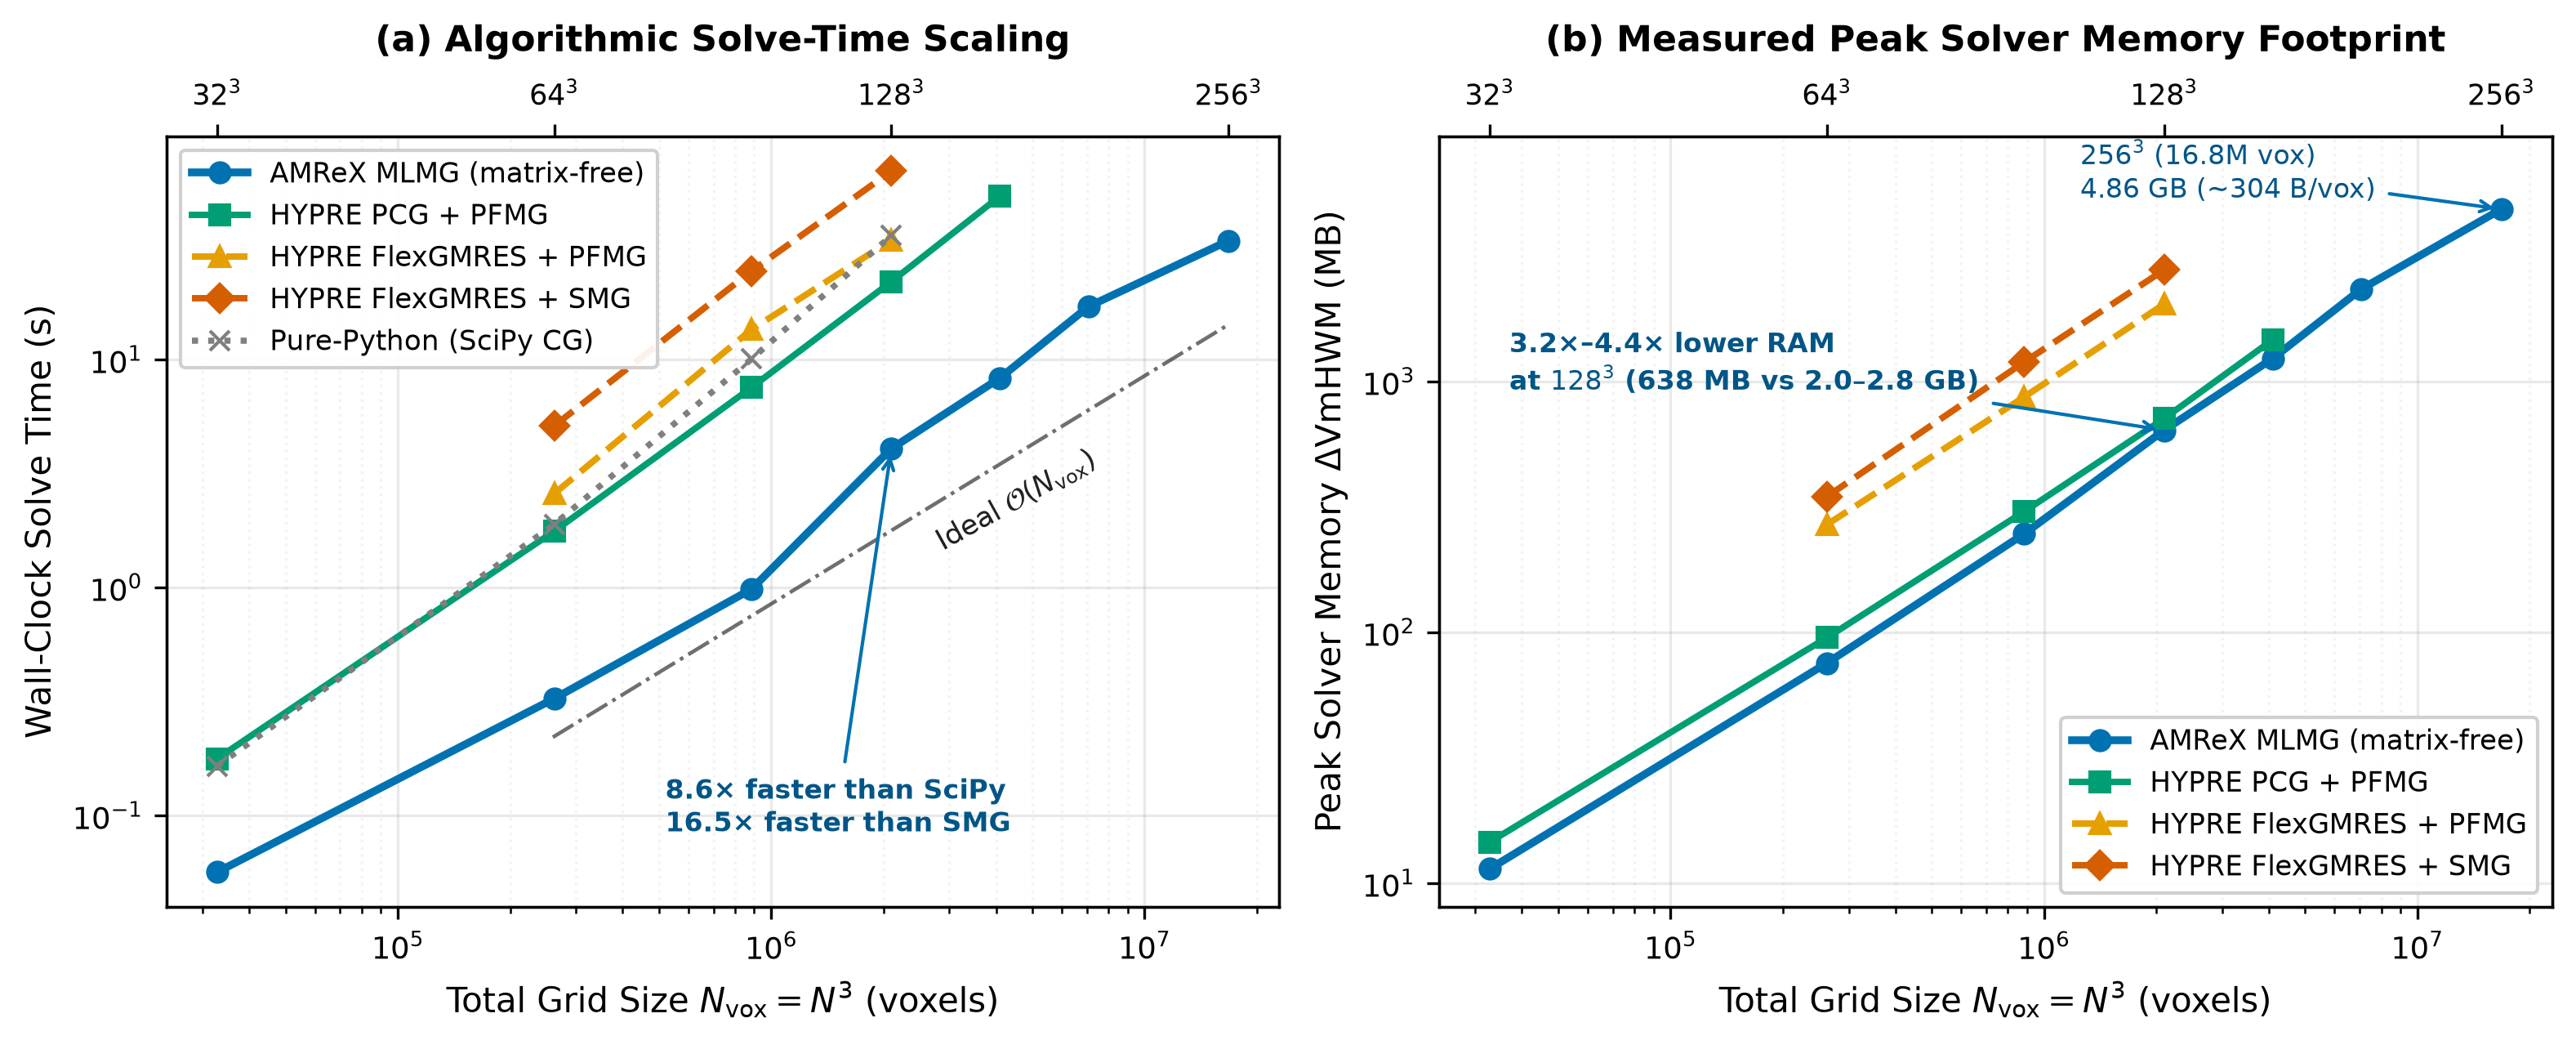 (a) Algorithmic Solve-Time Scaling
32³ 64³ 128³ 256³
AMReX MLMG (matrix-free)
HYPRE PCG + PFMG
HYPRE FlexGMRES + PFMG
HYPRE FlexGMRES + SMG
Pure-Python (SciPy CG)
Wall-Clock Solve Time (s)
10¹
10⁰
10⁻¹
Ideal 𝒪(N_vox)
8.6× faster than SciPy
16.5× faster than SMG
10⁵ 10⁶ 10⁷
Total Grid Size N_vox = N³ (voxels)
(b) Measured Peak Solver Memory Footprint
32³ 64³ 128³ 256³
256³ (16.8M vox)
4.86 GB (~304 B/vox)
3.2×–4.4× lower RAM
at 128³ (638 MB vs 2.0–2.8 GB)
Peak Solver Memory ΔVmHWM (MB)
10³
10²
10¹
AMReX MLMG (matrix-free)
HYPRE PCG + PFMG
HYPRE FlexGMRES + PFMG
HYPRE FlexGMRES + SMG
10⁵ 10⁶ 10⁷
Total Grid Size N_vox = N³ (voxels)